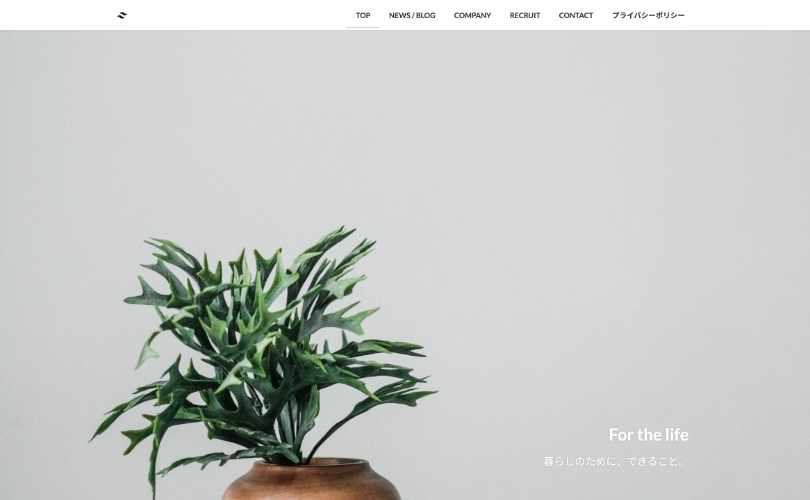 TOP NEWS / BLOG COMPANY RECRUIT CONTACT プライバシーポリシー
For the life
暮らしのために、できること。